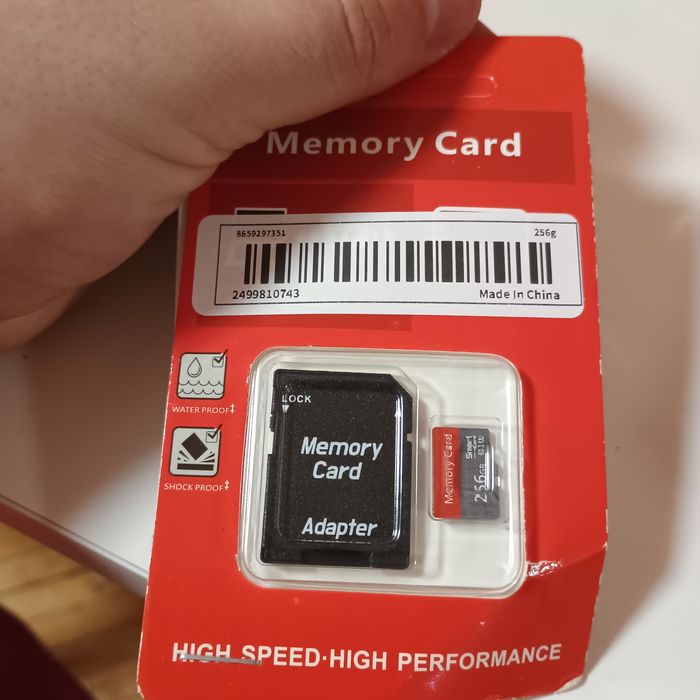 Memory Card
8659297351 256g
2499810743 Made In China
WATER PROOF‡
SHOCK PROOF‡
LOCK
Memory
Card
Adapter
Memory Card
256GB
Smart
HIGH SPEED·HIGH PERFORMANCE